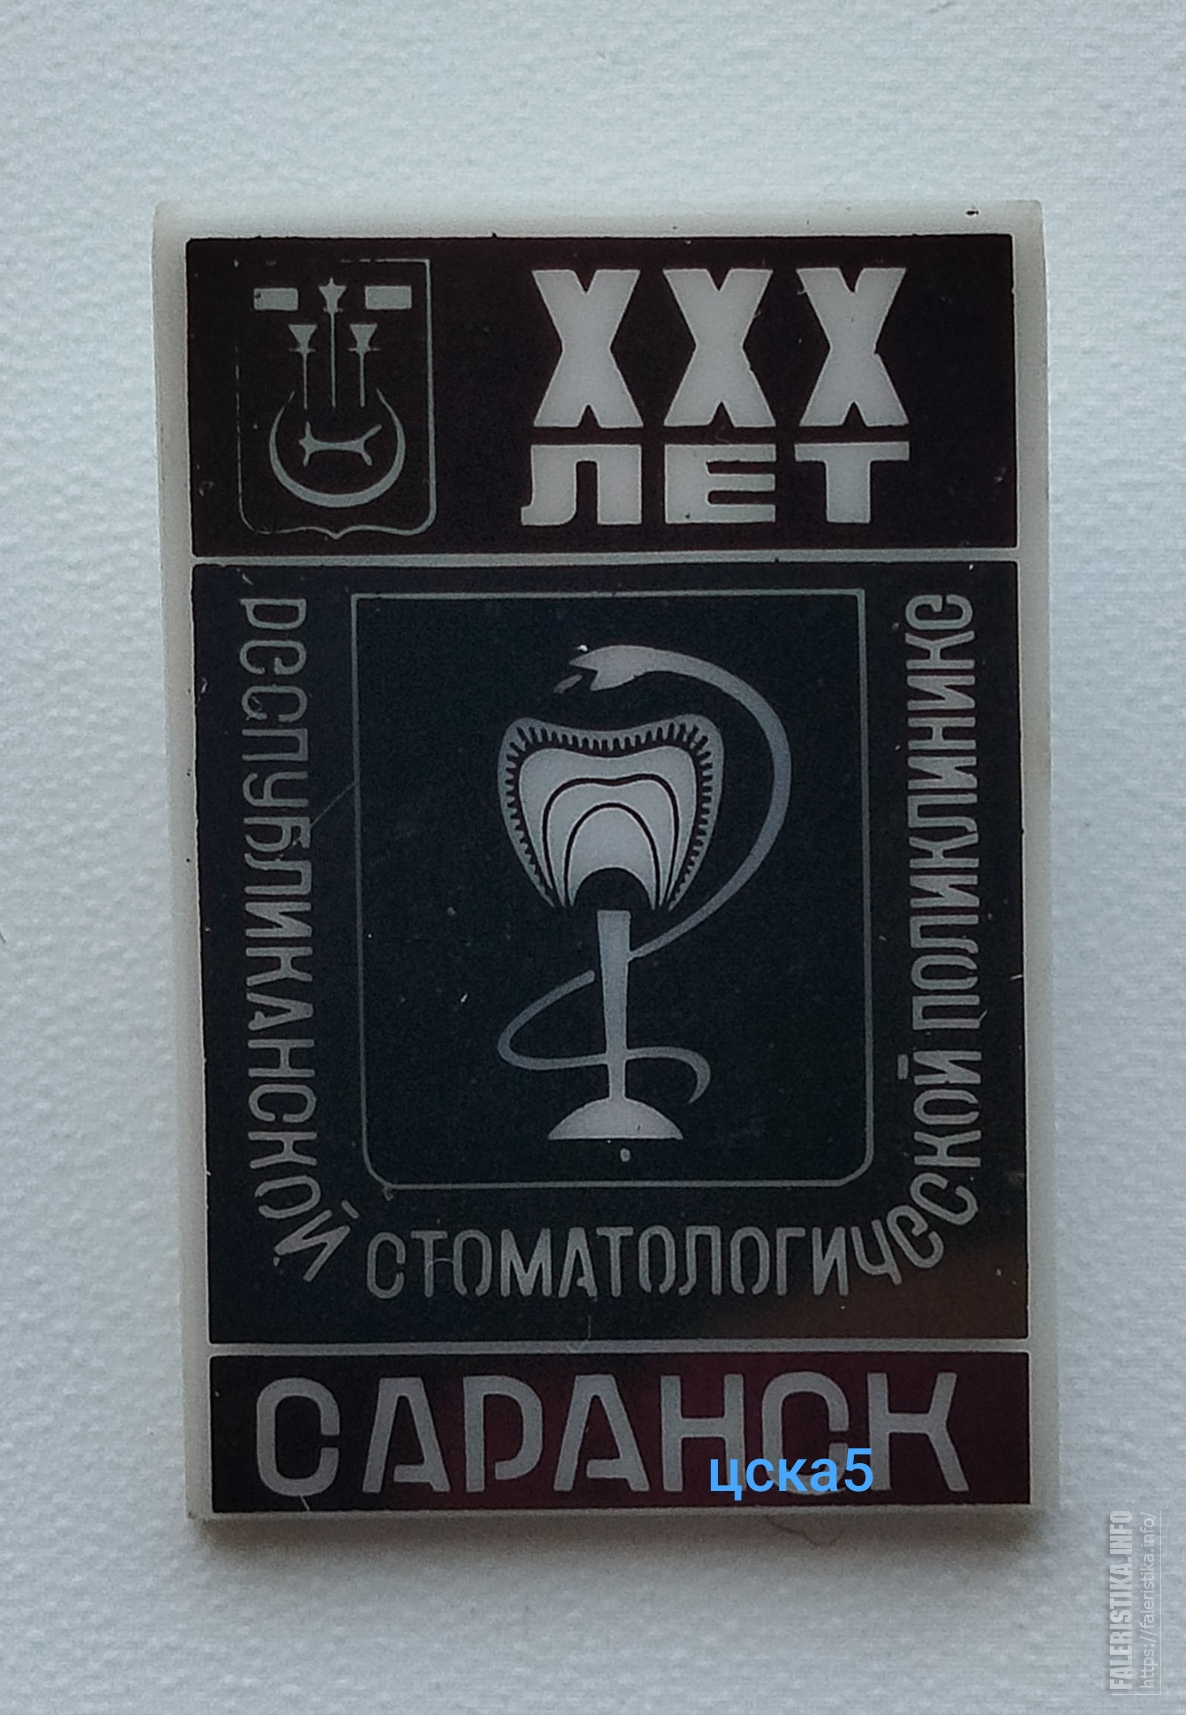 XXX
ЛЕТ
РЕСПУБЛИКАНСКОЙ
СТОМАТОЛОГИЧЕСКОЙ ПОЛИКЛИНИКЕ
САРАНСК
цска5
FALERISTIKA.INFO
https://faleristika.info/